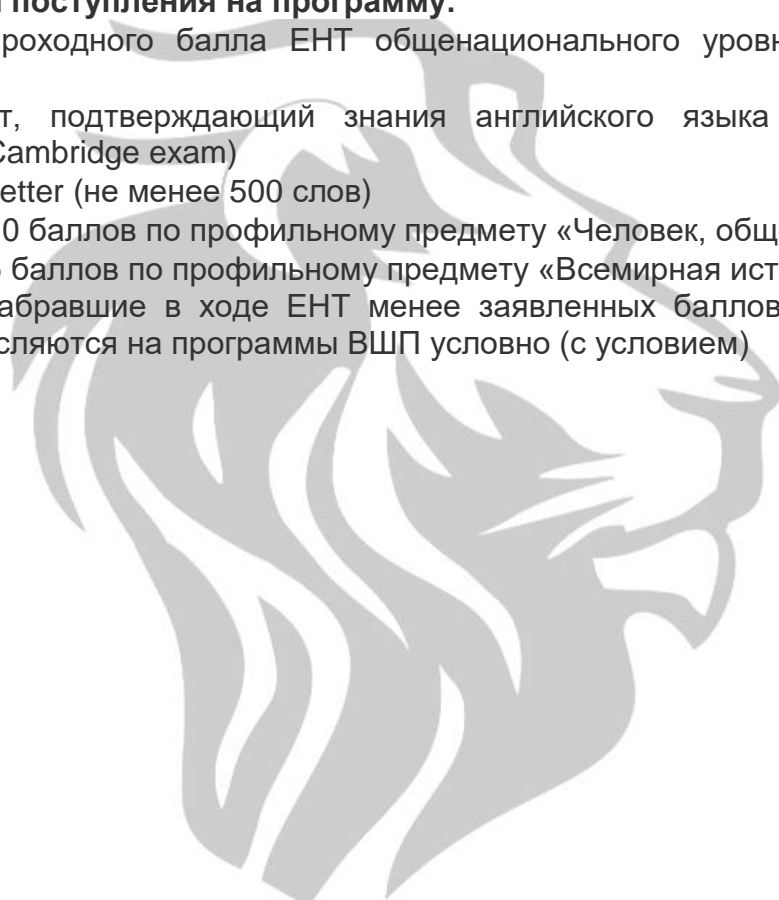 поступления на программу:
роходного балла ЕНТ общенационального уровн
т, подтверждающий знания английского языка
Cambridge exam)
etter (не менее 500 слов)
0 баллов по профильному предмету «Человек, общ
баллов по профильному предмету «Всемирная ист
абравшие в ходе ЕНТ менее заявленных баллов
сляются на программы ВШП условно (с условием)